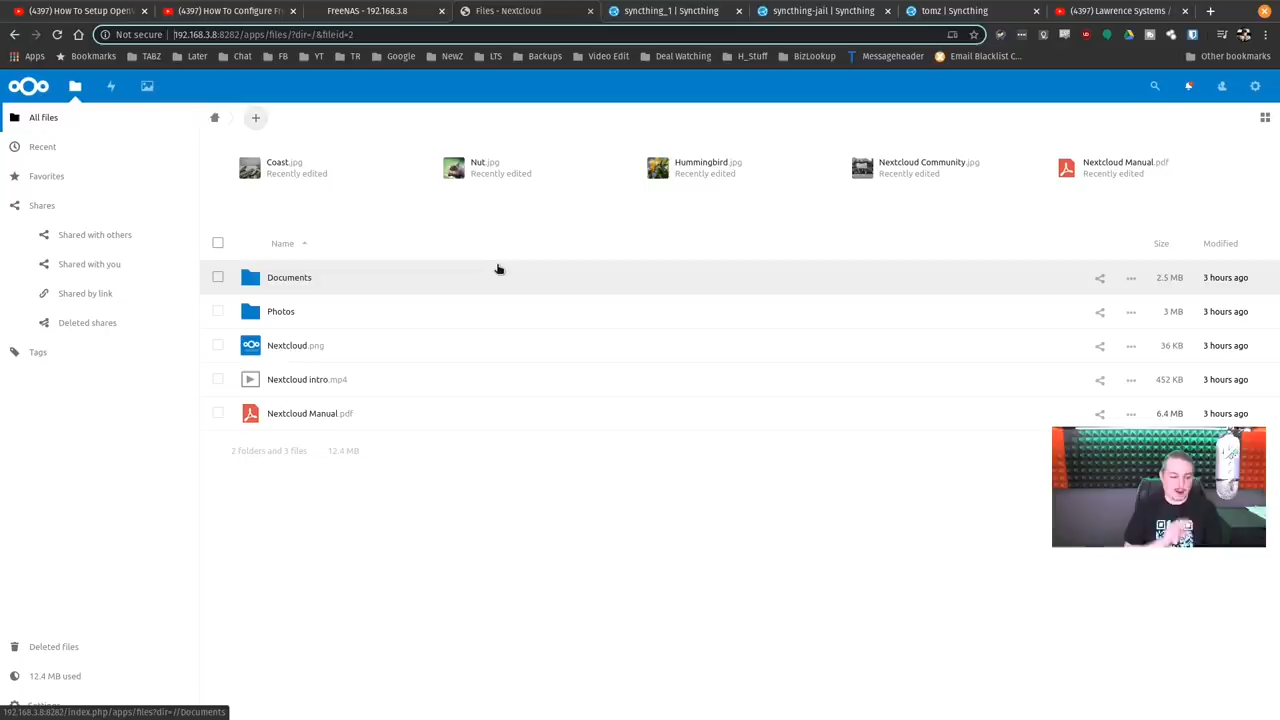 (4397) How To Setup OpenV
(4397) How To Configure Fr
FreeNAS - 192.168.3.8
Files - Nextcloud
syncthing_1 | Syncthing
syncthing-jail | Syncthing
tomz | Syncthing
(4397) Lawrence Systems /
Not secure 192.168.3.8:8282/apps/files/?dir=/&fileid=2
Apps Bookmarks TABZ Later Chat FB YT TR Google NewZ LTS Backups Video Edit Deal Watching H_Stuff BizLookup Messageheader Email Blacklist C... Other bookmarks
All files
Recent
Favorites
Shares
Shared with others
Shared with you
Shared by link
Deleted shares
Tags
Deleted files
12.4 MB used
Settings
Coast.jpg
Recently edited
Nut.jpg
Recently edited
Hummingbird.jpg
Recently edited
Nextcloud Community.jpg
Recently edited
Nextcloud Manual.pdf
Recently edited
Name Size Modified
Documents 2.5 MB 3 hours ago
Photos 3 MB 3 hours ago
Nextcloud.png 36 KB 3 hours ago
Nextcloud intro.mp4 452 KB 3 hours ago
Nextcloud Manual.pdf 6.4 MB 3 hours ago
2 folders and 3 files 12.4 MB
192.168.3.8:8282/index.php/apps/files?dir=//Documents